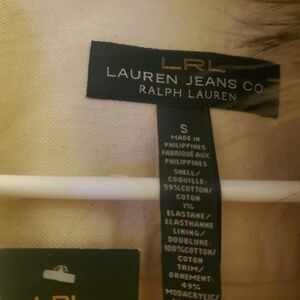 LRL
LAUREN JEANS CO
RALPH LAUREN
S
MADE IN
PHILIPPINES
FABRIQUÉ AUX
PHILIPPINES
SHELL/
COQUILLE:
99%COTTON/
COTON
1%
ELASTANE/
ELASTHANNE
LINING/
DOUBLURE:
100%COTTON/
COTON
TRIM/
ORNEMENT:
49%
MODACRYLIC/
LRL